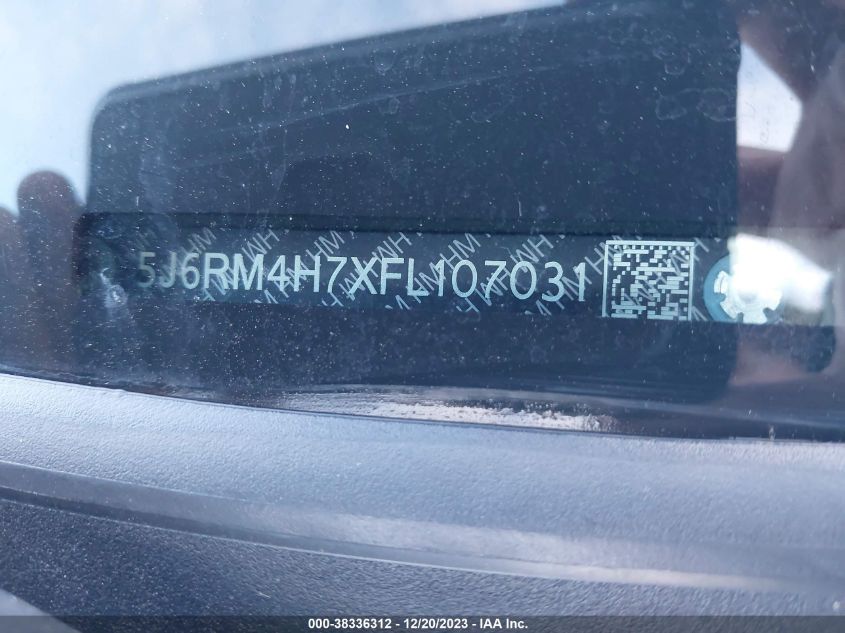 5J6RM4H7XFL107031
000-38336312 - 12/20/2023 - IAA Inc.